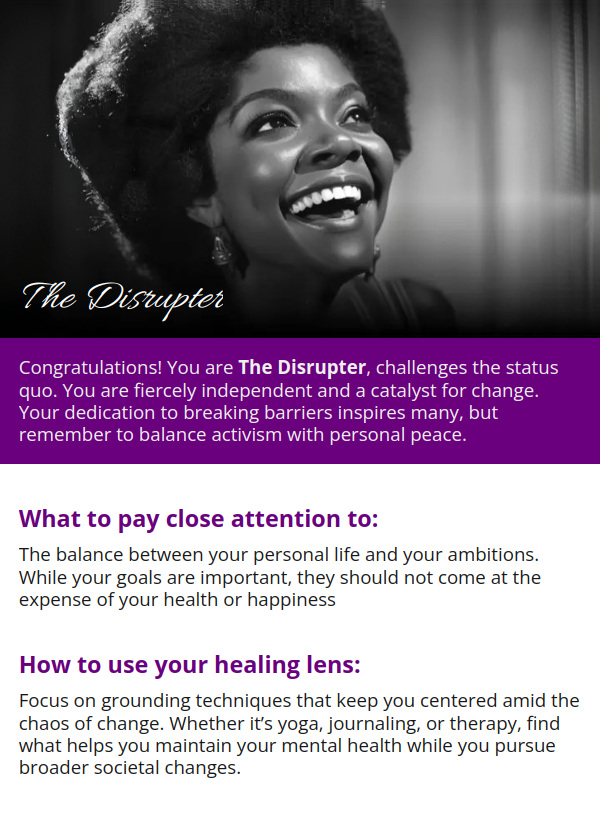 The Disrupter
Congratulations! You are The Disrupter, challenges the status
quo. You are fiercely independent and a catalyst for change.
Your dedication to breaking barriers inspires many, but
remember to balance activism with personal peace.
What to pay close attention to:
The balance between your personal life and your ambitions.
While your goals are important, they should not come at the
expense of your health or happiness
How to use your healing lens:
Focus on grounding techniques that keep you centered amid the
chaos of change. Whether it’s yoga, journaling, or therapy, find
what helps you maintain your mental health while you pursue
broader societal changes.